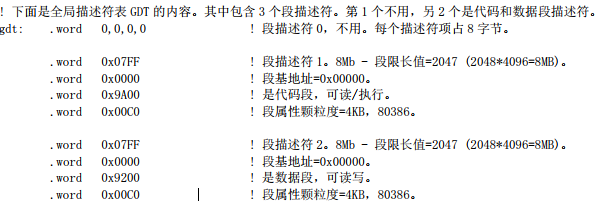 ! 下面是全局描述符表 GDT 的内容。其中包含 3 个段描述符。第 1 个不用，另 2 个是代码和数据段描述符。
gdt: .word 0,0,0,0 ! 段描述符 0，不用。每个描述符项占 8 字节。
.word 0x07FF ! 段描述符 1。8Mb - 段限长值=2047 (2048*4096=8MB)。
.word 0x0000 ! 段基地址=0x00000。
.word 0x9A00 ! 是代码段，可读/执行。
.word 0x00C0 ! 段属性颗粒度=4KB，80386。
.word 0x07FF ! 段描述符 2。8Mb - 段限长值=2047 (2048*4096=8MB)。
.word 0x0000 ! 段基地址=0x00000。
.word 0x9200 ! 是数据段，可读写。
.word 0x00C0 ! 段属性颗粒度=4KB，80386。